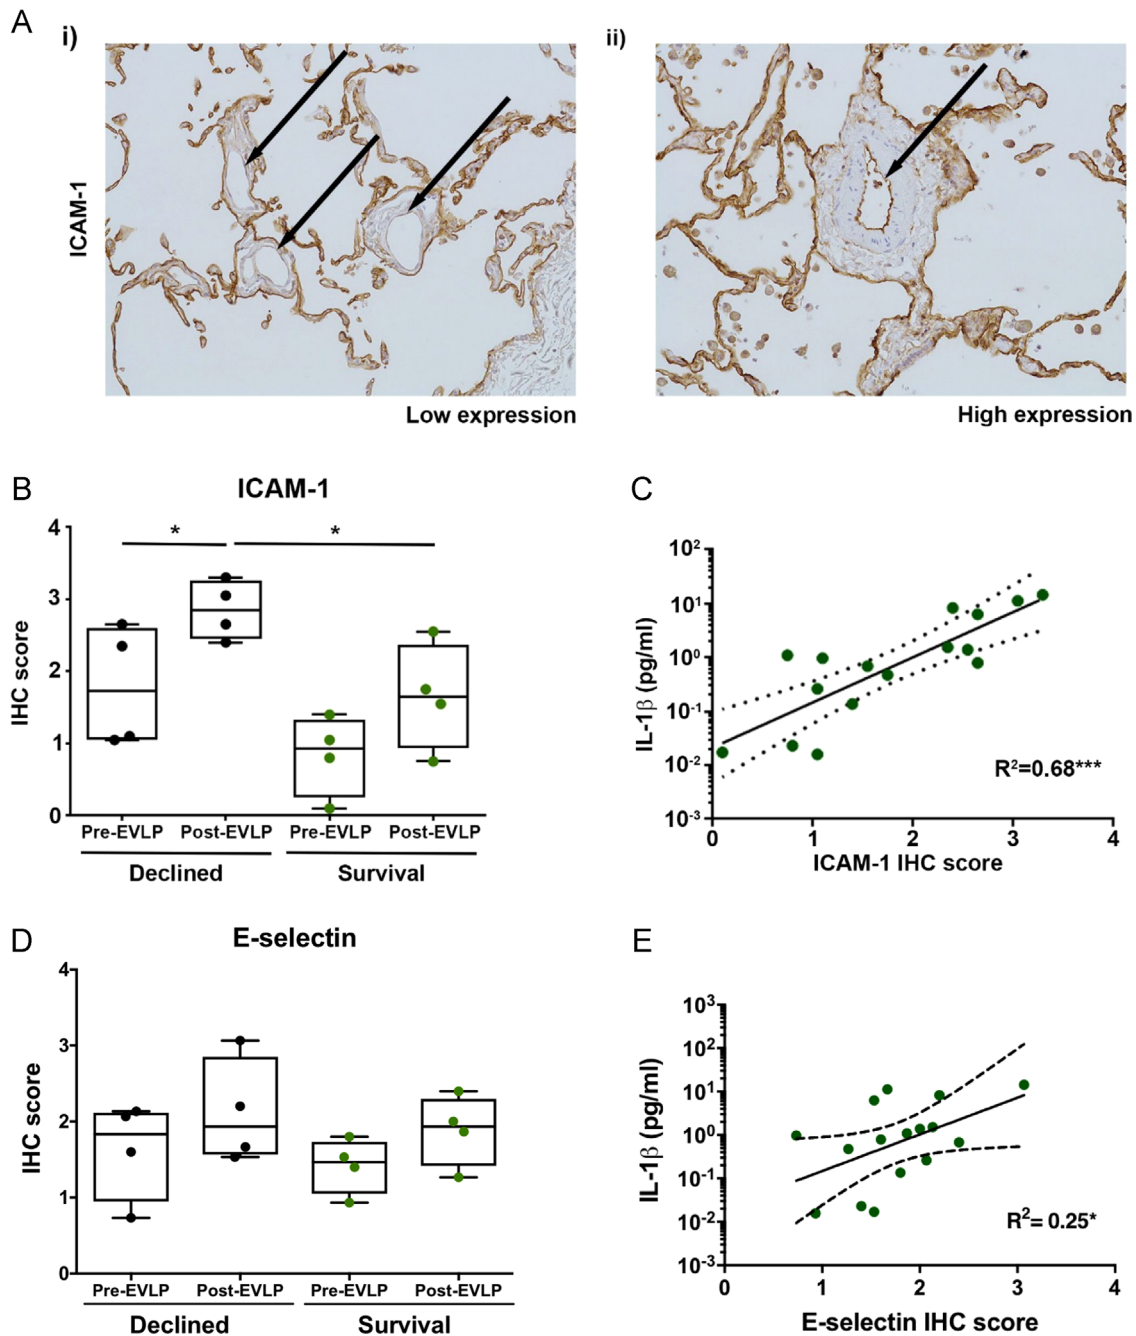 A
i)
ii)
ICAM-1
Low expression
High expression
B
ICAM-1
IHC score
4
3
2
1
0
*
*
Pre-EVLP Post-EVLP Pre-EVLP Post-EVLP
Declined Survival
C
IL-1β (pg/ml)
10²
10¹
10⁰
10⁻¹
10⁻²
10⁻³
R²=0.68***
0 1 2 3 4
ICAM-1 IHC score
D
E-selectin
IHC score
4
3
2
1
0
Pre-EVLP Post-EVLP Pre-EVLP Post-EVLP
Declined Survival
E
IL-1β (pg/ml)
10³
10²
10¹
10⁰
10⁻¹
10⁻²
10⁻³
R²= 0.25*
0 1 2 3 4
E-selectin IHC score